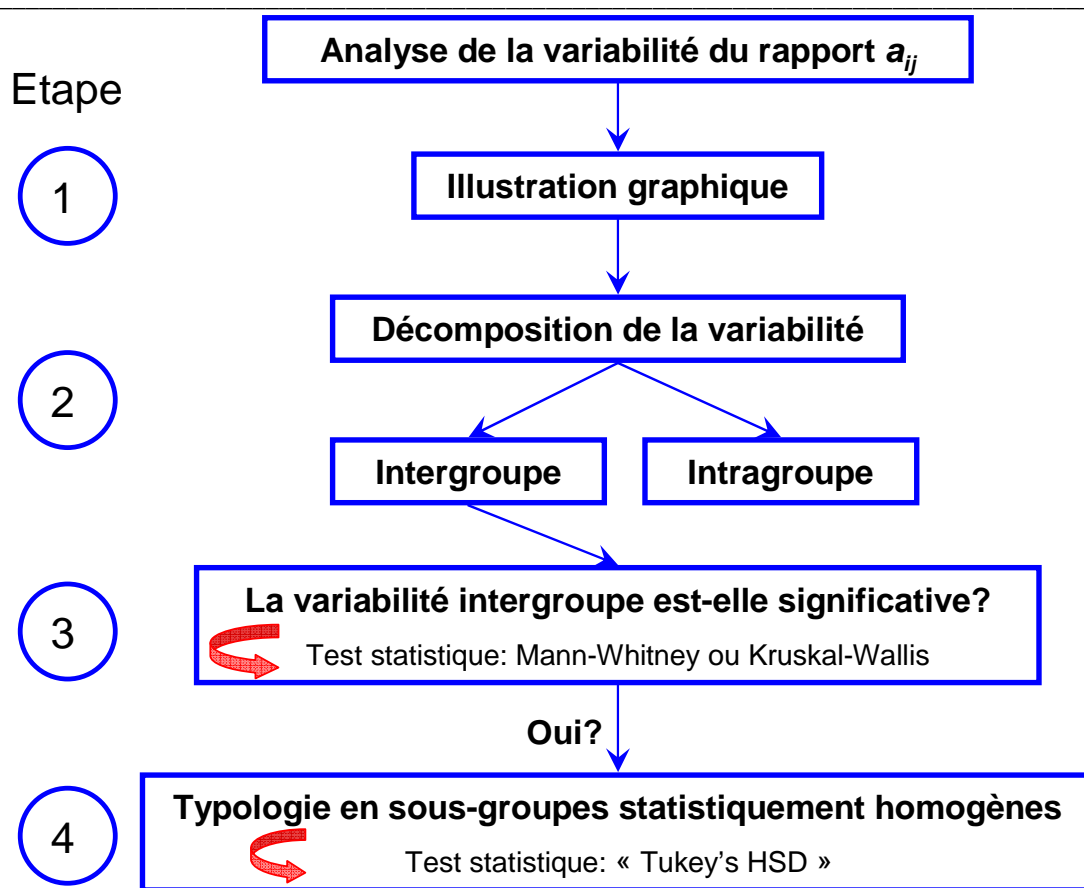 Analyse de la variabilité du rapport aij
Etape
1
Illustration graphique
Décomposition de la variabilité
2
Intergroupe
Intragroupe
La variabilité intergroupe est-elle significative?
3
Test statistique: Mann-Whitney ou Kruskal-Wallis
Oui?
Typologie en sous-groupes statistiquement homogènes
4
Test statistique: « Tukey's HSD »